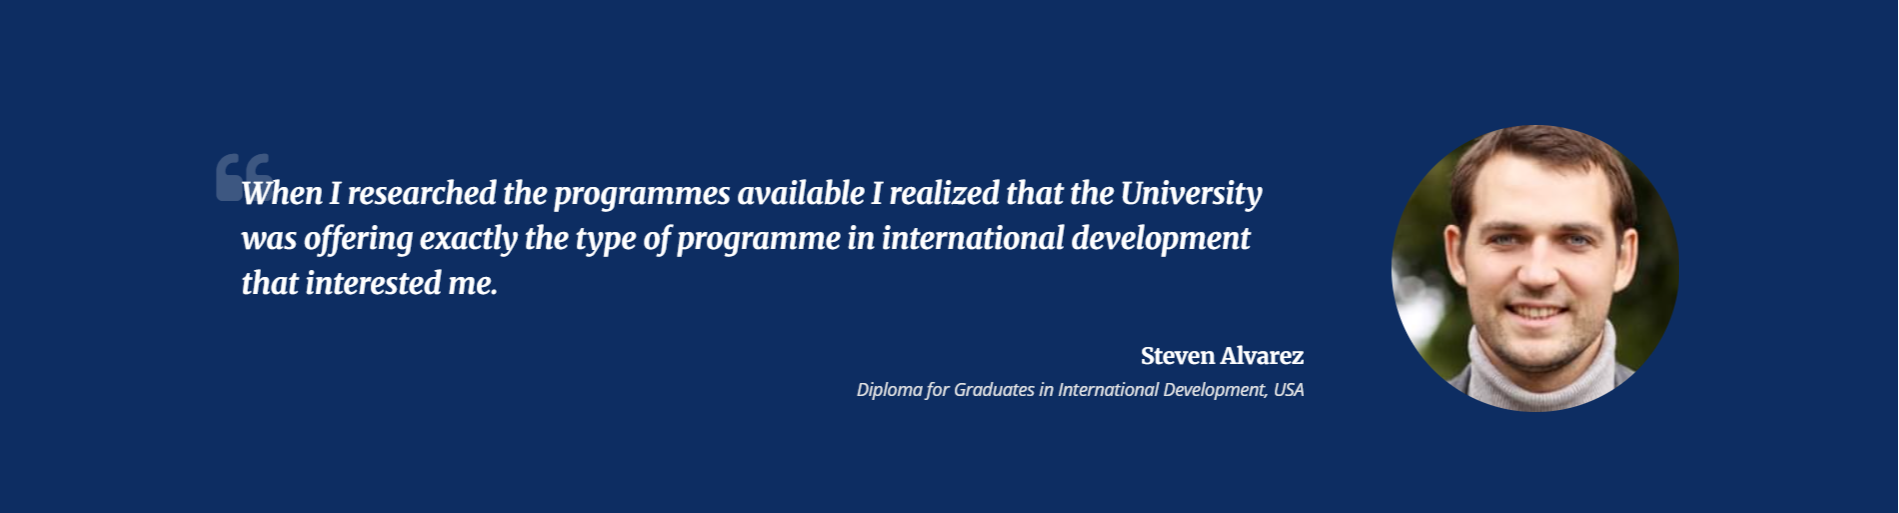 When I researched the programmes available I realized that the University
was offering exactly the type of programme in international development
that interested me.
Steven Alvarez
Diploma for Graduates in International Development, USA